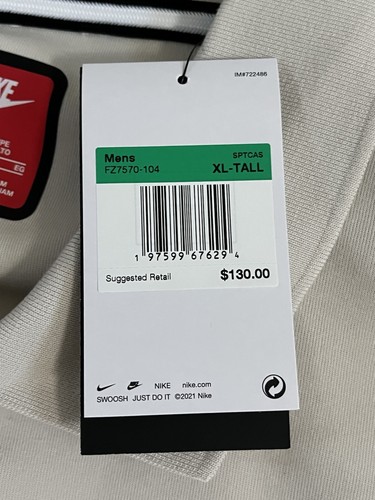 IM#722486
Mens SPTCAS
FZ7570-104 XL-TALL
1 97599 67629 4
Suggested Retail $130.00
NIKE nike.com
SWOOSH JUST DO IT ©2021 Nike
NIKE
EG